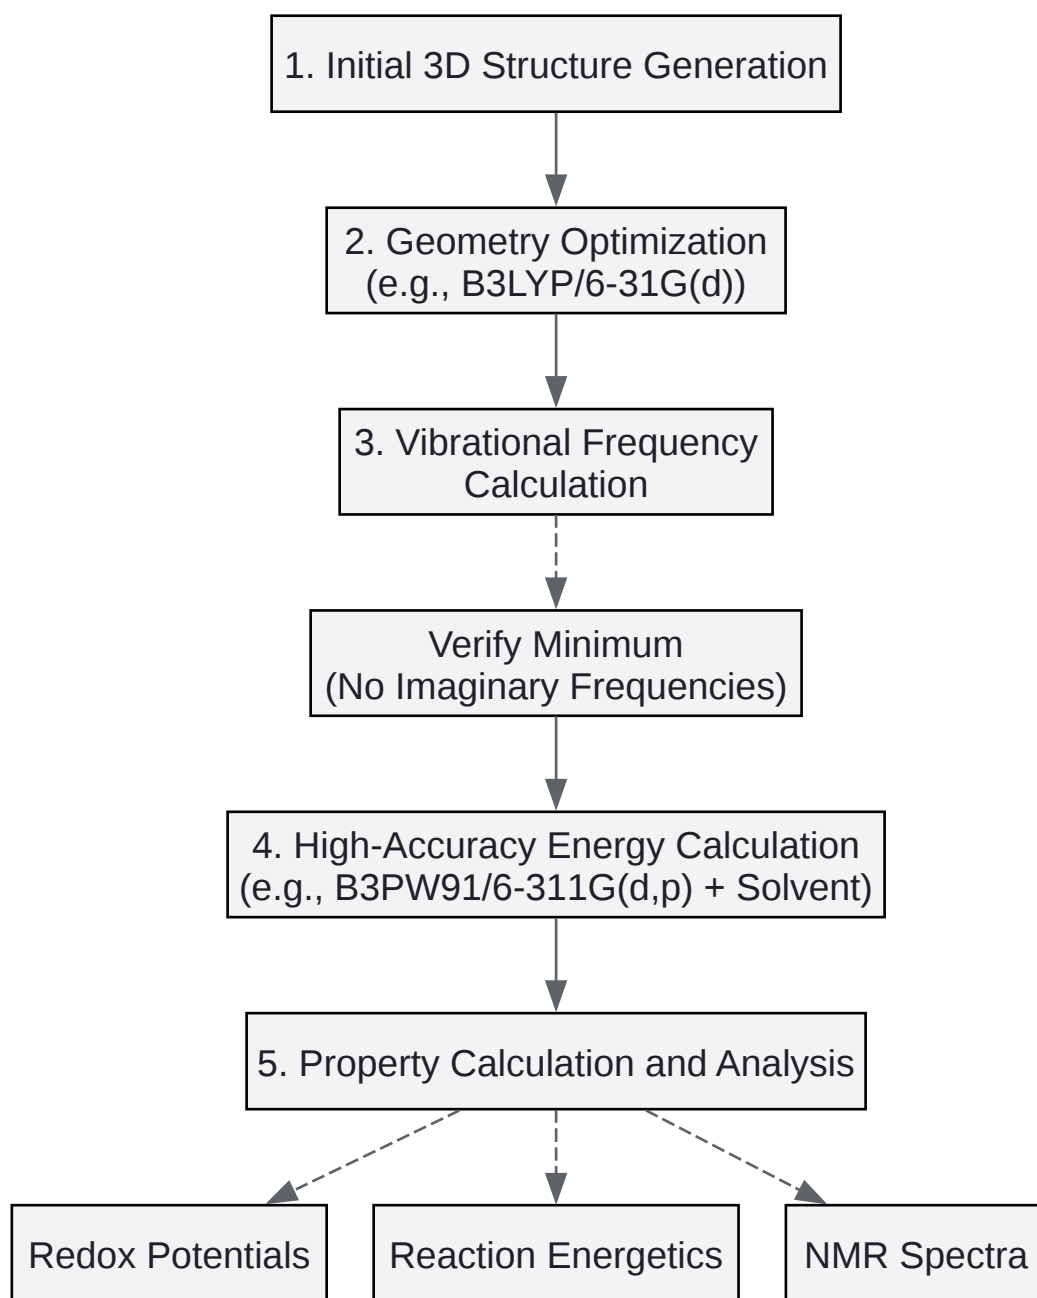 1. Initial 3D Structure Generation
2. Geometry Optimization
(e.g., B3LYP/6-31G(d))
3. Vibrational Frequency
Calculation
Verify Minimum
(No Imaginary Frequencies)
4. High-Accuracy Energy Calculation
(e.g., B3PW91/6-311G(d,p) + Solvent)
5. Property Calculation and Analysis
Redox Potentials
Reaction Energetics
NMR Spectra